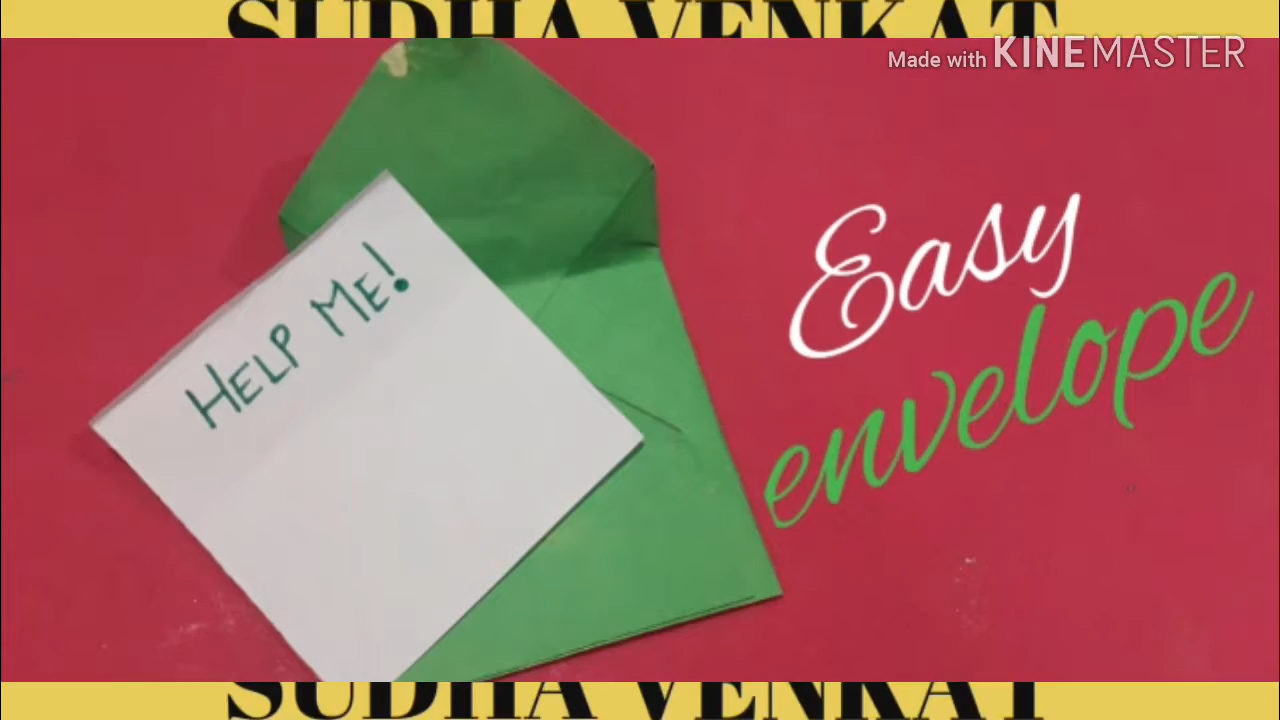 SUDHA VENKAT
Made with KINEMASTER
HELP ME!
Easy
envelope
SUDHA VENKAT